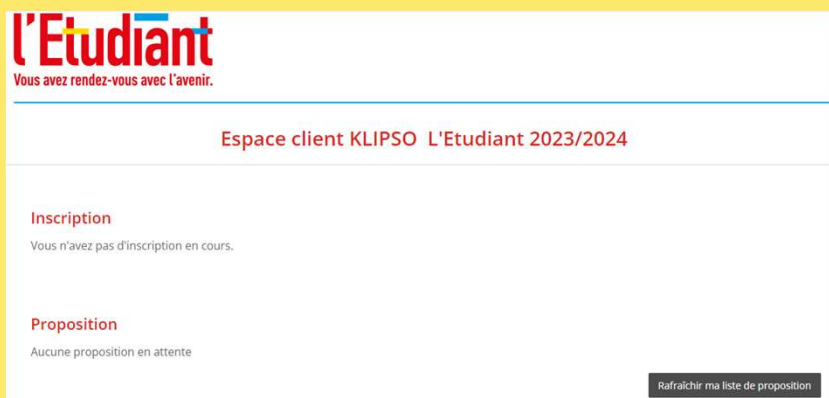 l'Etudiant
Vous avez rendez-vous avec l'avenir.
Espace client KLIPSO L'Etudiant 2023/2024
Inscription
Vous n'avez pas d'inscription en cours.
Proposition
Aucune proposition en attente
Rafraîchir ma liste de proposition